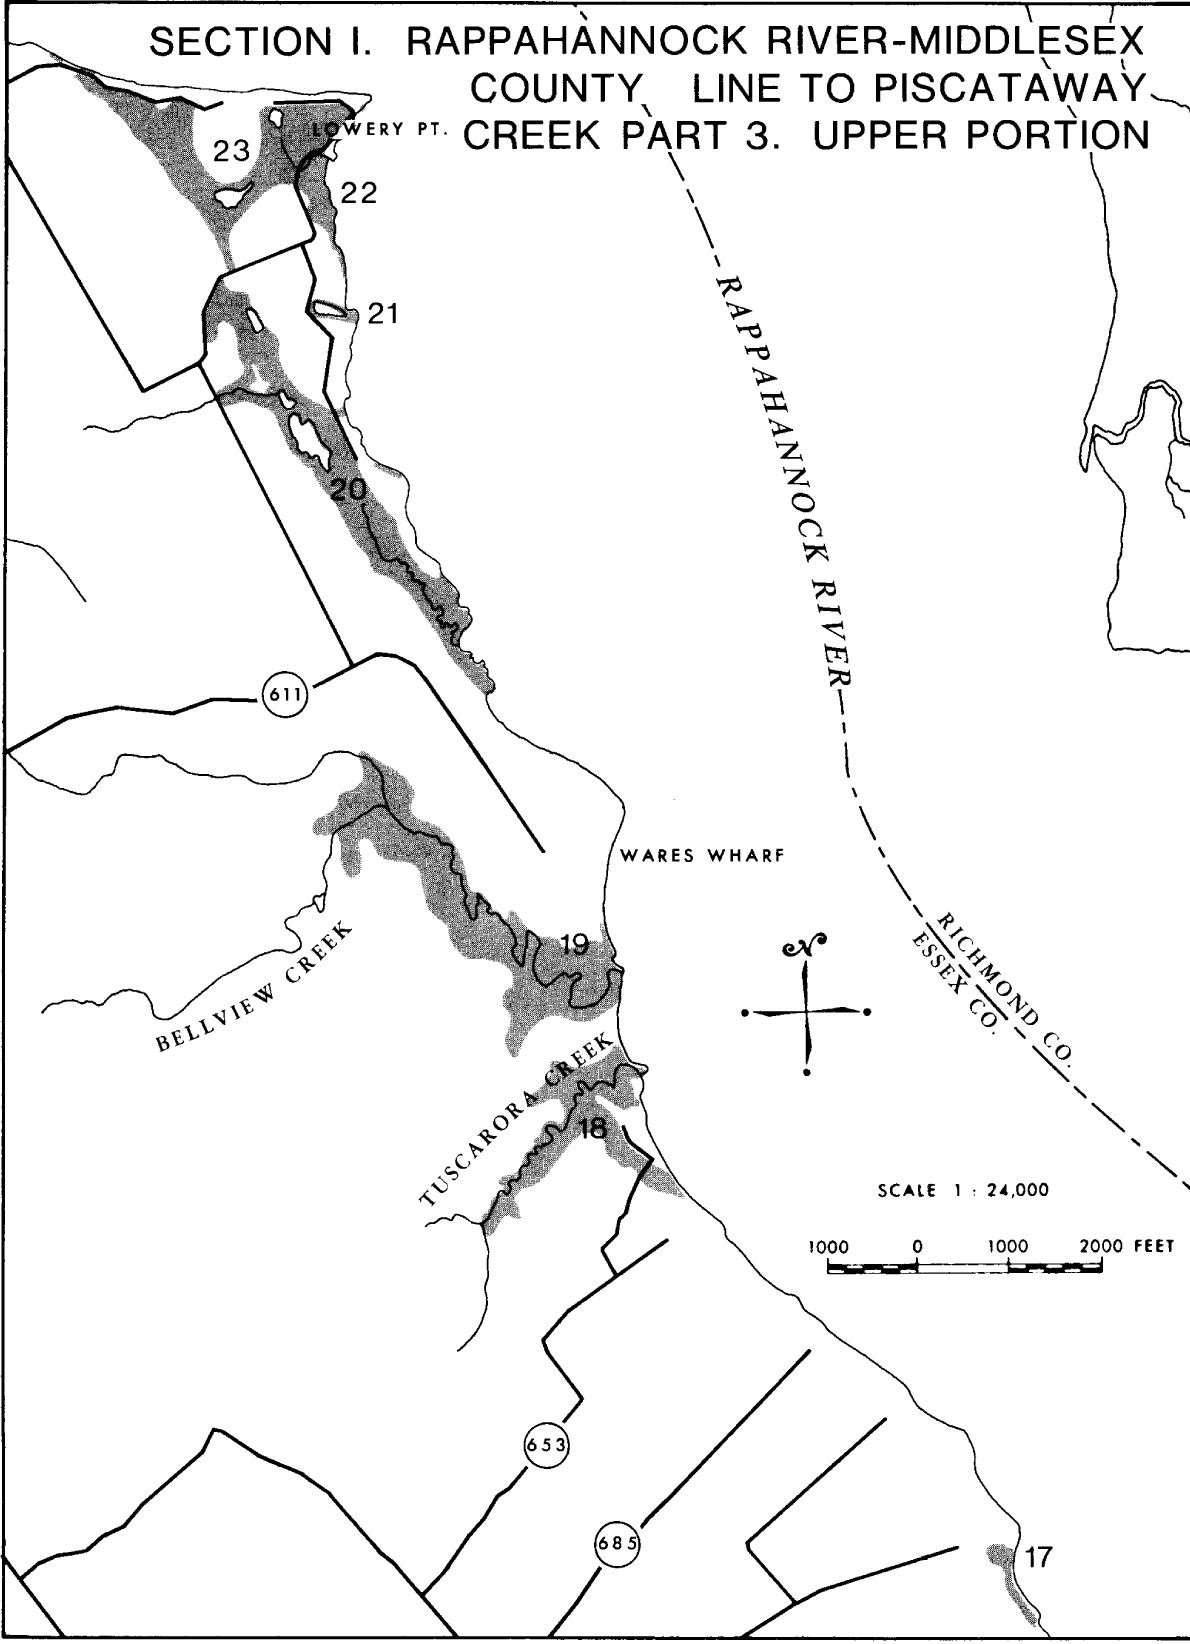 SECTION I. RAPPAHANNOCK RIVER-MIDDLESEX
COUNTY LINE TO PISCATAWAY
CREEK PART 3. UPPER PORTION
LOWERY PT.
23
22
21
20
RAPPAHANNOCK RIVER
611
WARES WHARF
19
BELLVIEW CREEK
N
RICHMOND CO.
ESSEX CO.
TUSCARORA CREEK
18
SCALE 1 : 24,000
1000 0 1000 2000 FEET
653
685
17